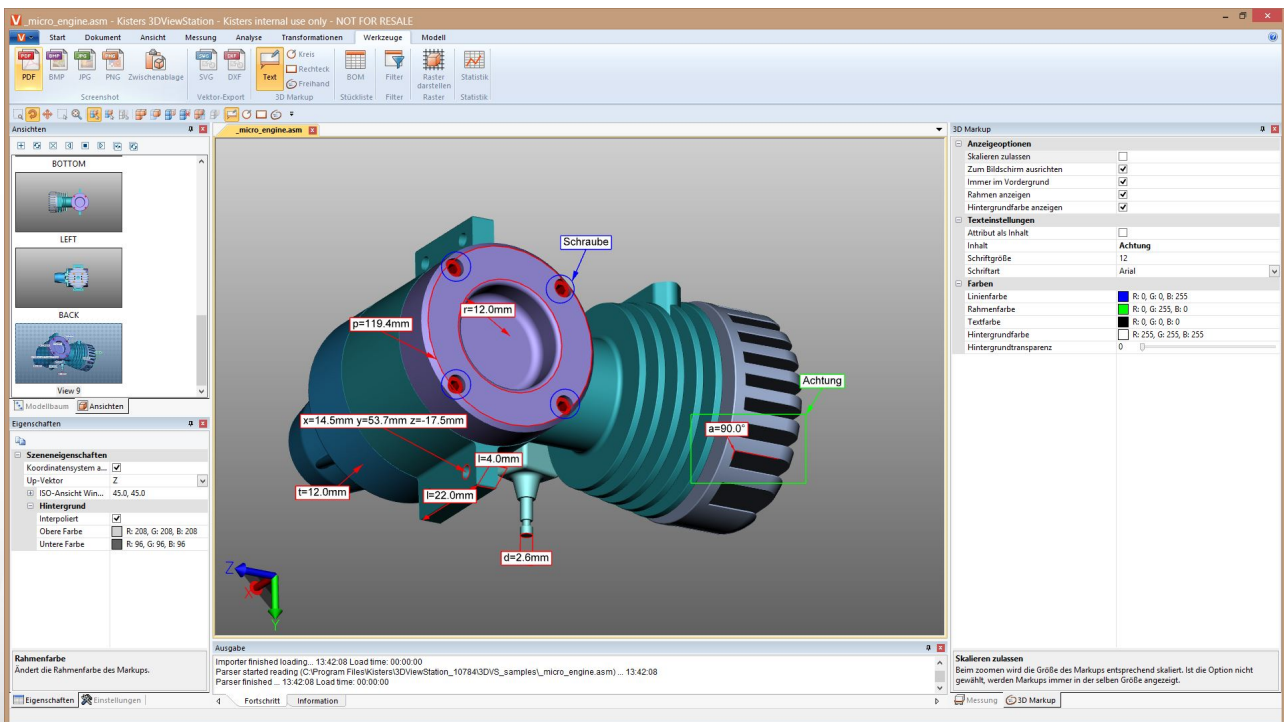 _micro_engine.asm - Kisters 3DViewStation - Kisters internal use only - NOT FOR RESALE
Start Dokument Ansicht Messung Analyse Transformationen Werkzeuge Modell
PDF BMP JPG PNG Zwischenablage SVG DXF Text Kreis Rechteck Freihand BOM Filter Raster darstellen Statistik
Screenshot Vektor-Export 3D Markup Stückliste Filter Raster Statistik
Ansichten
BOTTOM
LEFT
BACK
View 9
Modellbaum Ansichten
Eigenschaften
Szeneneigenschaften
Koordinatensystem a...
Up-Vektor Z
ISO-Ansicht Win... 45.0, 45.0
Hintergrund
Interpoliert
Obere Farbe R: 208, G: 208, B: 208
Untere Farbe R: 96, G: 96, B: 96
Rahmenfarbe
Ändert die Rahmenfarbe des Markups.
Eigenschaften Einstellungen
_micro_engine.asm
Schraube
r=12.0mm
p=119.4mm
Achtung
x=14.5mm y=53.7mm z=-17.5mm
a=90.0°
l=4.0mm
t=12.0mm
l=22.0mm
d=2.6mm
Z
X
Y
Ausgabe
Importer finished loading... 13:42:08 Load time: 00:00:00
Parser started reading (C:\Program Files\Kisters\3DViewStation_10784\3DVS_samples\_micro_engine.asm) ... 13:42:08
Parser finished ... 13:42:08 Load time: 00:00:00
Fortschritt Information
3D Markup
Anzeigeoptionen
Skalieren zulassen
Zum Bildschirm ausrichten
Immer im Vordergrund
Rahmen anzeigen
Hintergrundfarbe anzeigen
Texteinstellungen
Attribut als Inhalt
Inhalt Achtung
Schriftgröße 12
Schriftart Arial
Farben
Linienfarbe R: 0, G: 0, B: 255
Rahmenfarbe R: 0, G: 255, B: 0
Textfarbe R: 0, G: 0, B: 0
Hintergrundfarbe R: 255, G: 255, B: 255
Hintergrundtransparenz 0
Skalieren zulassen
Beim zoomen wird die Größe des Markups entsprechend skaliert. Ist die Option nicht
gewählt, werden Markups immer in der selben Größe angezeigt.
Messung 3D Markup